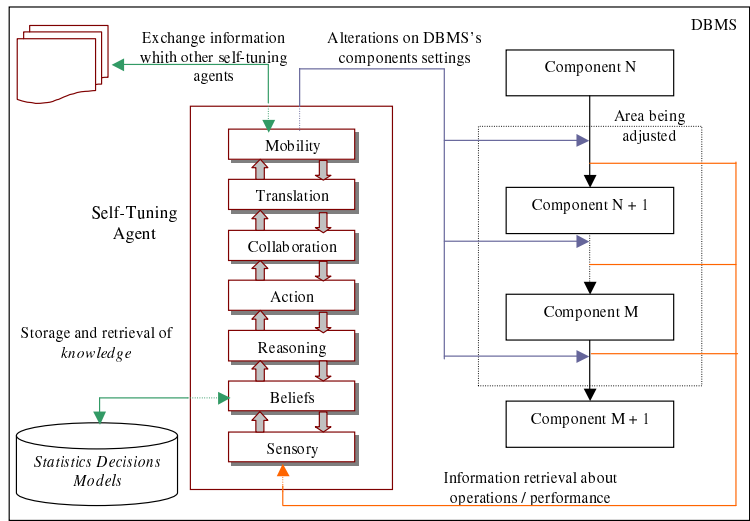 DBMS
Exchange information
whith other self-tuning
agents
Alterations on DBMS's
components settings
Component N
Area being
adjusted
Mobility
Translation
Component N + 1
Self-Tuning
Agent
Collaboration
Action
Component M
Storage and retrieval of
knowledge
Reasoning
Beliefs
Component M + 1
Sensory
Statistics Decisions
Models
Information retrieval about
operations / performance